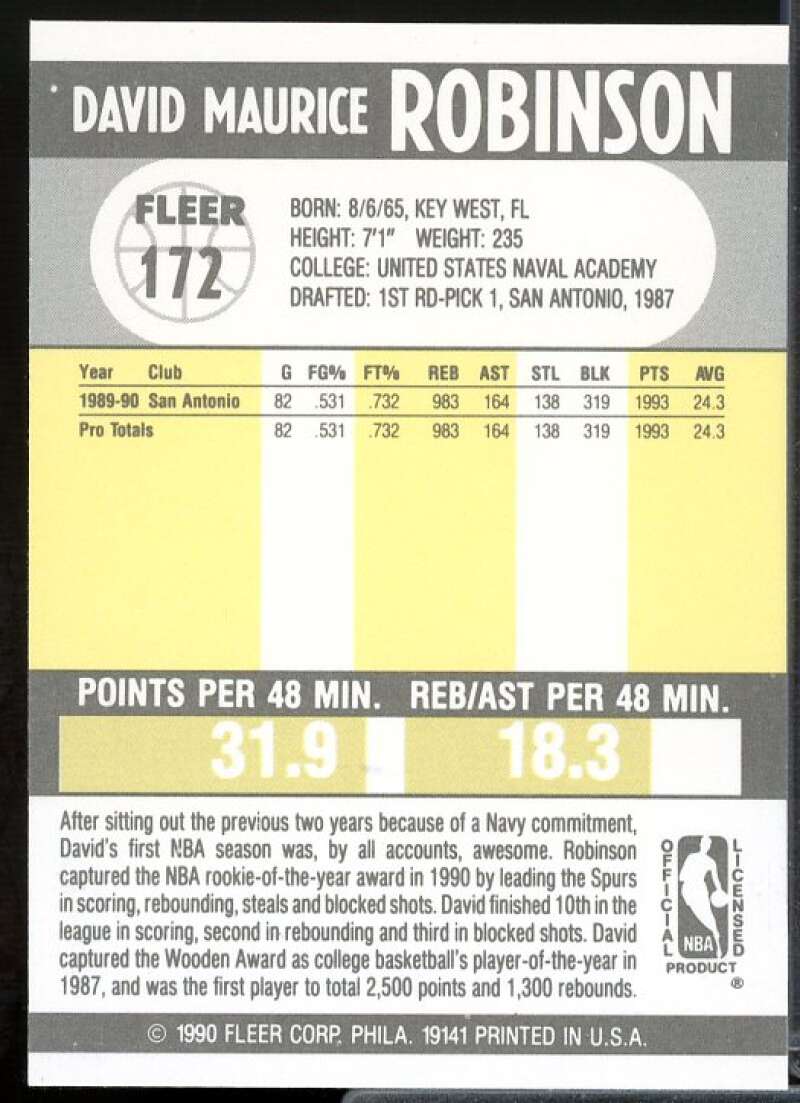 DAVID MAURICE ROBINSON
FLEER
172
BORN: 8/6/65, KEY WEST, FL
HEIGHT: 7'1" WEIGHT: 235
COLLEGE: UNITED STATES NAVAL ACADEMY
DRAFTED: 1ST RD-PICK 1, SAN ANTONIO, 1987
Year Club G FG% FT% REB AST STL BLK PTS AVG
1989-90 San Antonio 82 .531 .732 983 164 138 319 1993 24.3
Pro Totals 82 .531 .732 983 164 138 319 1993 24.3
POINTS PER 48 MIN. REB/AST PER 48 MIN.
31.9 18.3
After sitting out the previous two years because of a Navy commitment,
David's first NBA season was, by all accounts, awesome. Robinson
captured the NBA rookie-of-the-year award in 1990 by leading the Spurs
in scoring, rebounding, steals and blocked shots. David finished 10th in the
league in scoring, second in rebounding and third in blocked shots. David
captured the Wooden Award as college basketball's player-of-the-year in
1987, and was the first player to total 2,500 points and 1,300 rebounds.
OFFICIAL
LICENSED
NBA
PRODUCT
®
© 1990 FLEER CORP. PHILA. 19141 PRINTED IN U.S.A.